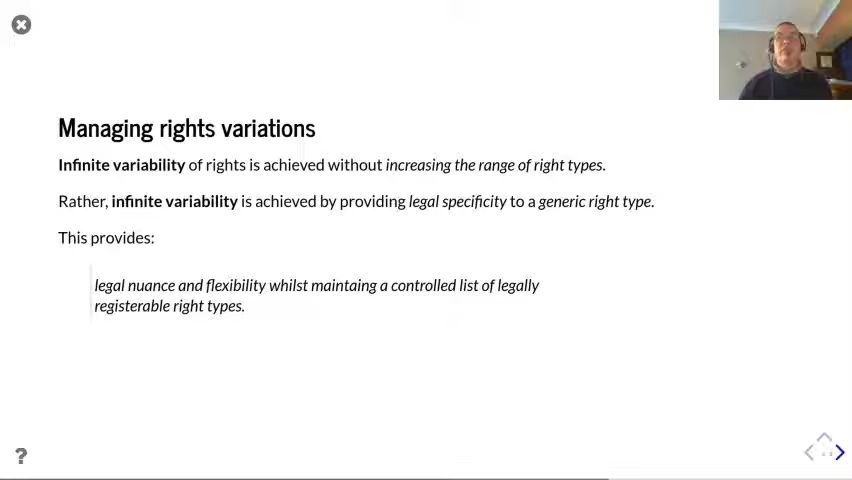 Managing rights variations
Infinite variability of rights is achieved without increasing the range of right types.
Rather, infinite variability is achieved by providing legal specificity to a generic right type.
This provides:
legal nuance and flexibility whilst maintaing a controlled list of legally
registerable right types.
?